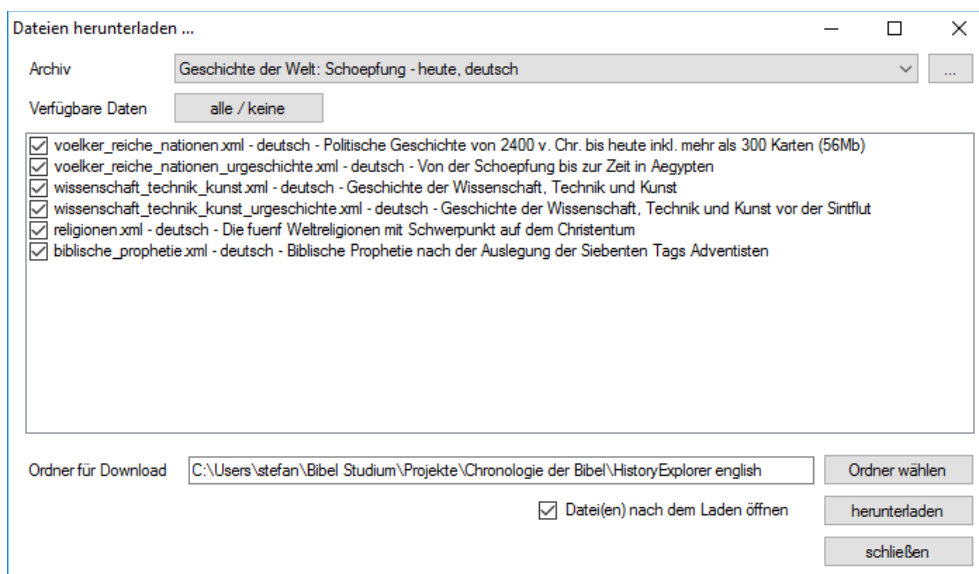 Dateien herunterladen ...
Archiv Geschichte der Welt: Schoepfung - heute, deutsch ...
Verfügbare Daten alle / keine
voelker_reiche_nationen.xml - deutsch - Politische Geschichte von 2400 v. Chr. bis heute inkl. mehr als 300 Karten (56Mb)
voelker_reiche_nationen_urgeschichte.xml - deutsch - Von der Schoepfung bis zur Zeit in Aegypten
wissenschaft_technik_kunst.xml - deutsch - Geschichte der Wissenschaft, Technik und Kunst
wissenschaft_technik_kunst_urgeschichte.xml - deutsch - Geschichte der Wissenschaft, Technik und Kunst vor der Sintflut
religionen.xml - deutsch - Die fuenf Weltreligionen mit Schwerpunkt auf dem Christentum
biblische_prophetie.xml - deutsch - Biblische Prophetie nach der Auslegung der Siebenten Tags Adventisten
Ordner für Download C:\Users\stefan\Bibel Studium\Projekte\Chronologie der Bibel\HistoryExplorer english Ordner wählen
Datei(en) nach dem Laden öffnen herunterladen
schließen